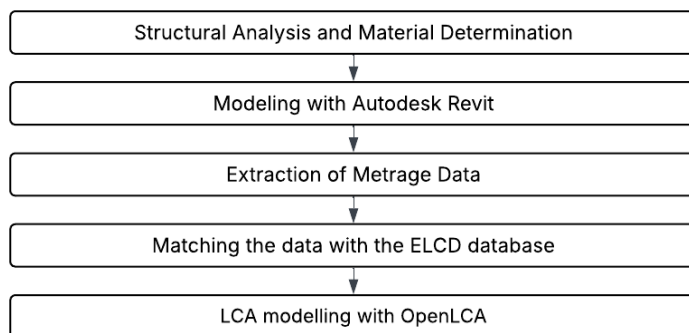 Structural Analysis and Material Determination
Modeling with Autodesk Revit
Extraction of Metrage Data
Matching the data with the ELCD database
LCA modelling with OpenLCA